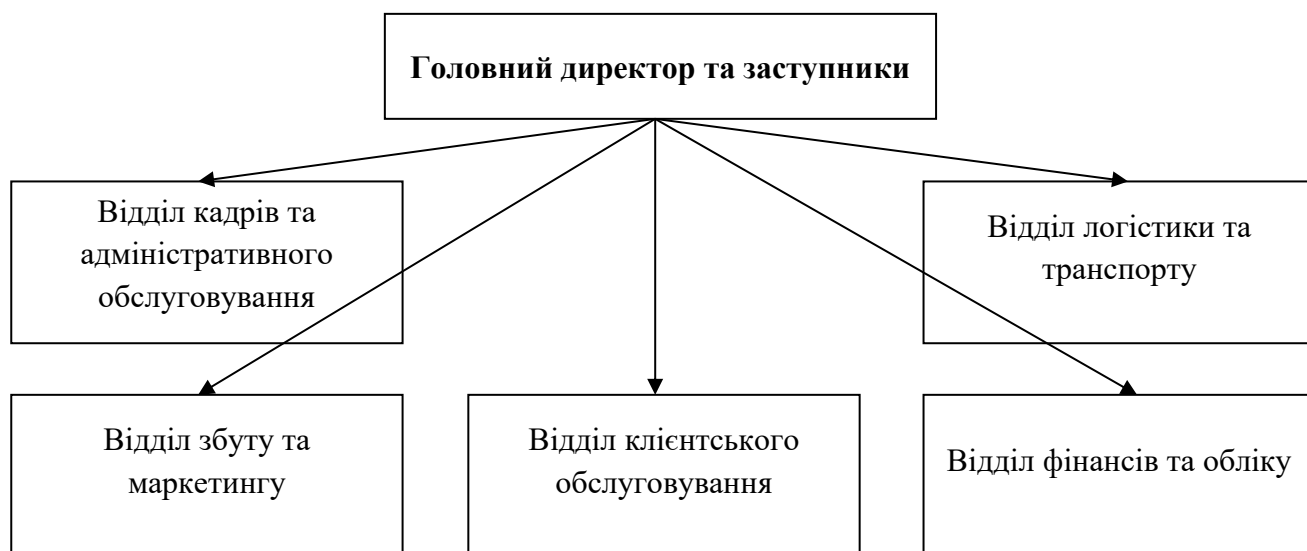 Головний директор та заступники
Відділ кадрів та
адміністративного
обслуговування
Відділ логістики та
транспорту
Відділ збуту та
маркетингу
Відділ клієнтського
обслуговування
Відділ фінансів та обліку